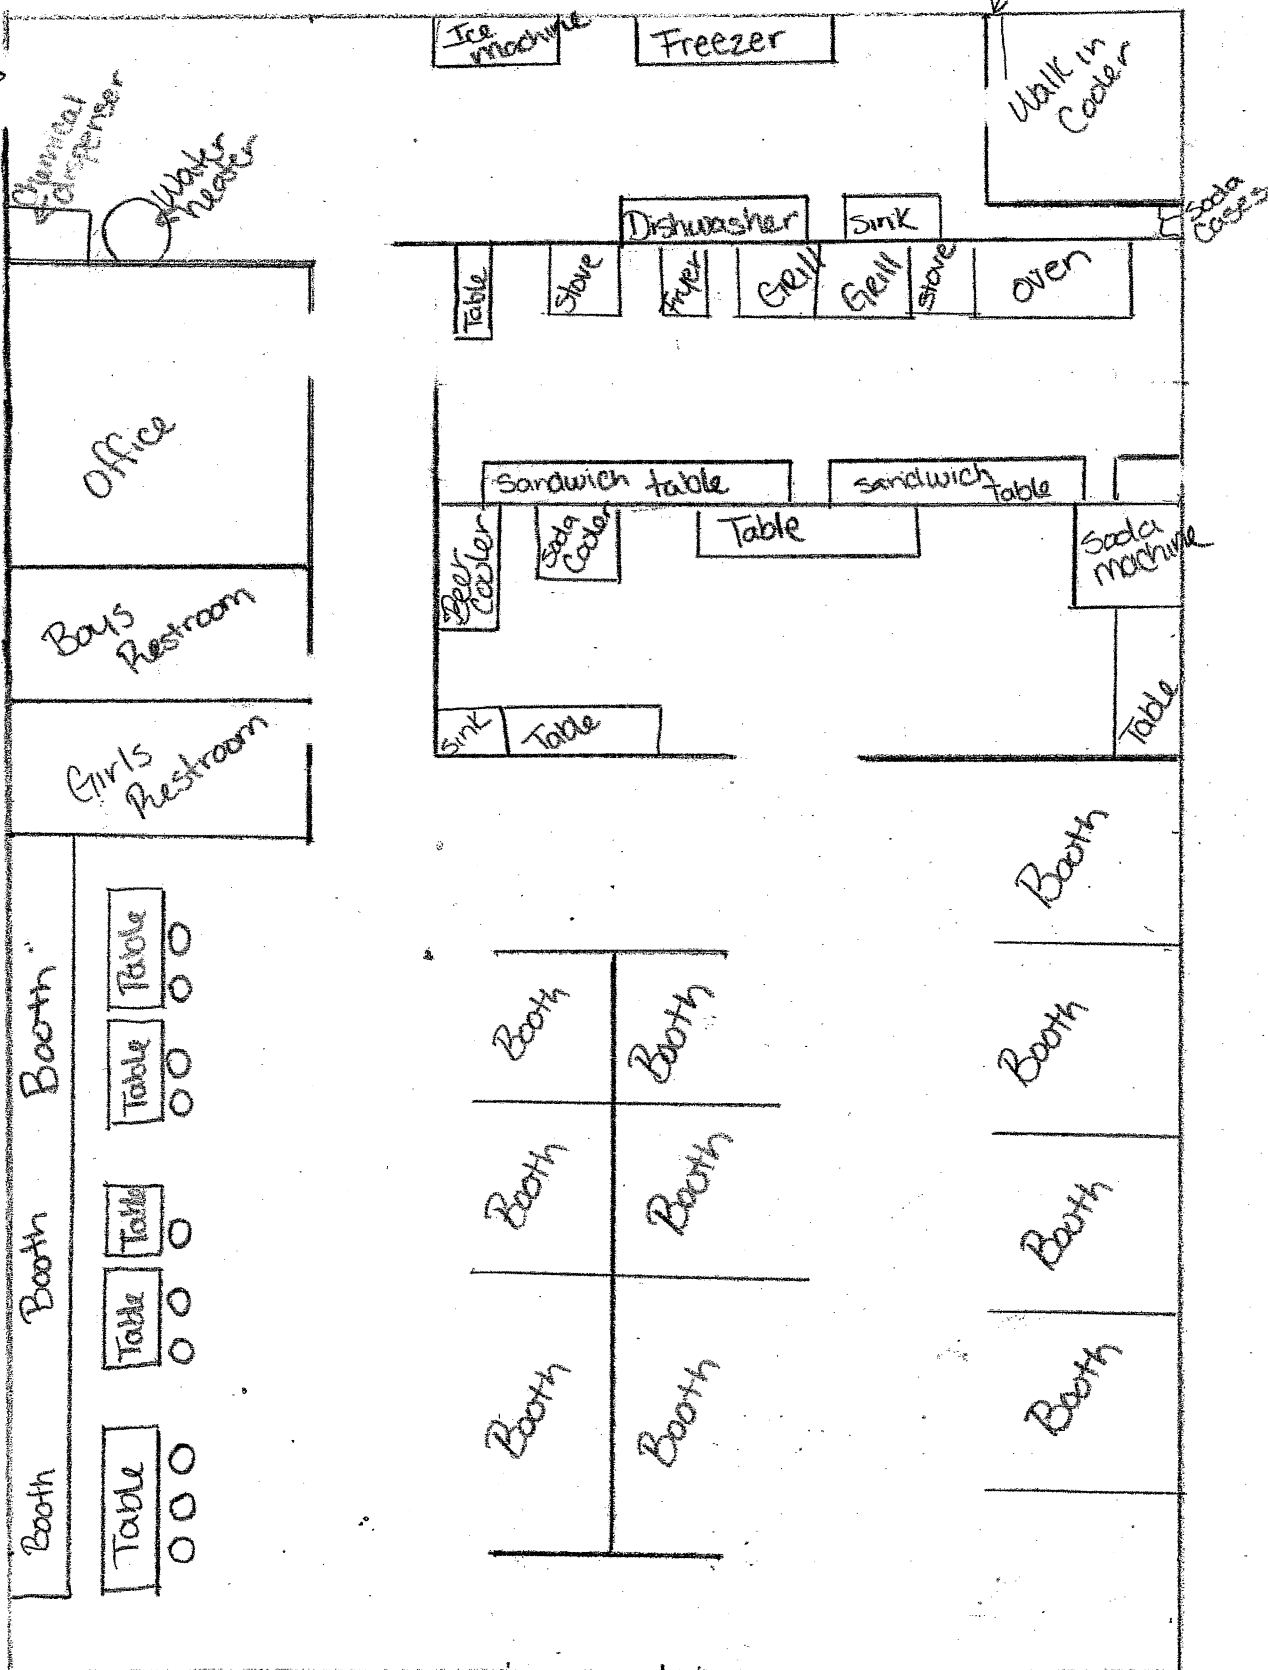 Ice
machine
Freezer
Walk in
Cooler
Chemical
dispenser
Water
heater
Soda
cases
Dishwasher
Sink
Table
Stove
Fryer
Grill
Grill
Stove
Oven
Office
Sandwich table
Sandwich
table
Beer
Cooler
Soda
Cooler
Table
Soda
machine
Boys
Restroom
Sink
Table
Table
Girls
Restroom
Booth
Table
Booth
Booth
Booth
Booth
Table
Booth
Booth
Booth
Table
Booth
Table
Booth
Booth
Booth
Booth
Table